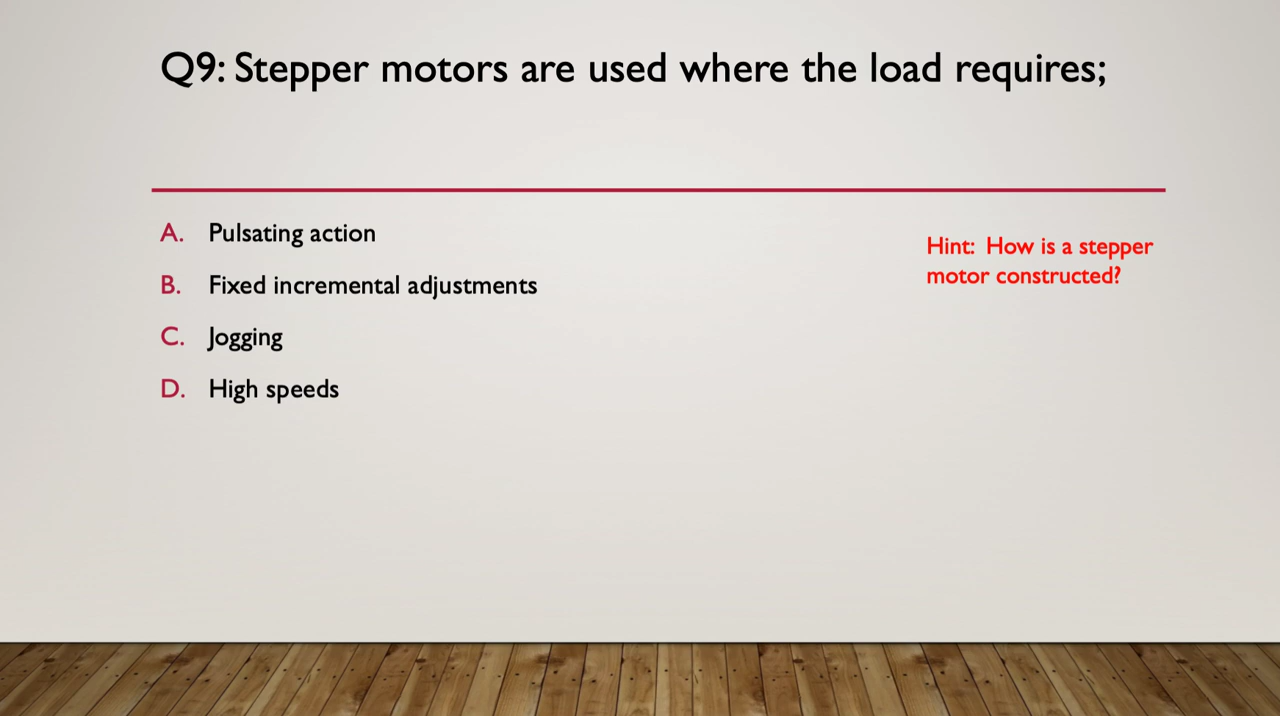 Q9: Stepper motors are used where the load requires;
A. Pulsating action
B. Fixed incremental adjustments
C. Jogging
D. High speeds
Hint: How is a stepper
motor constructed?